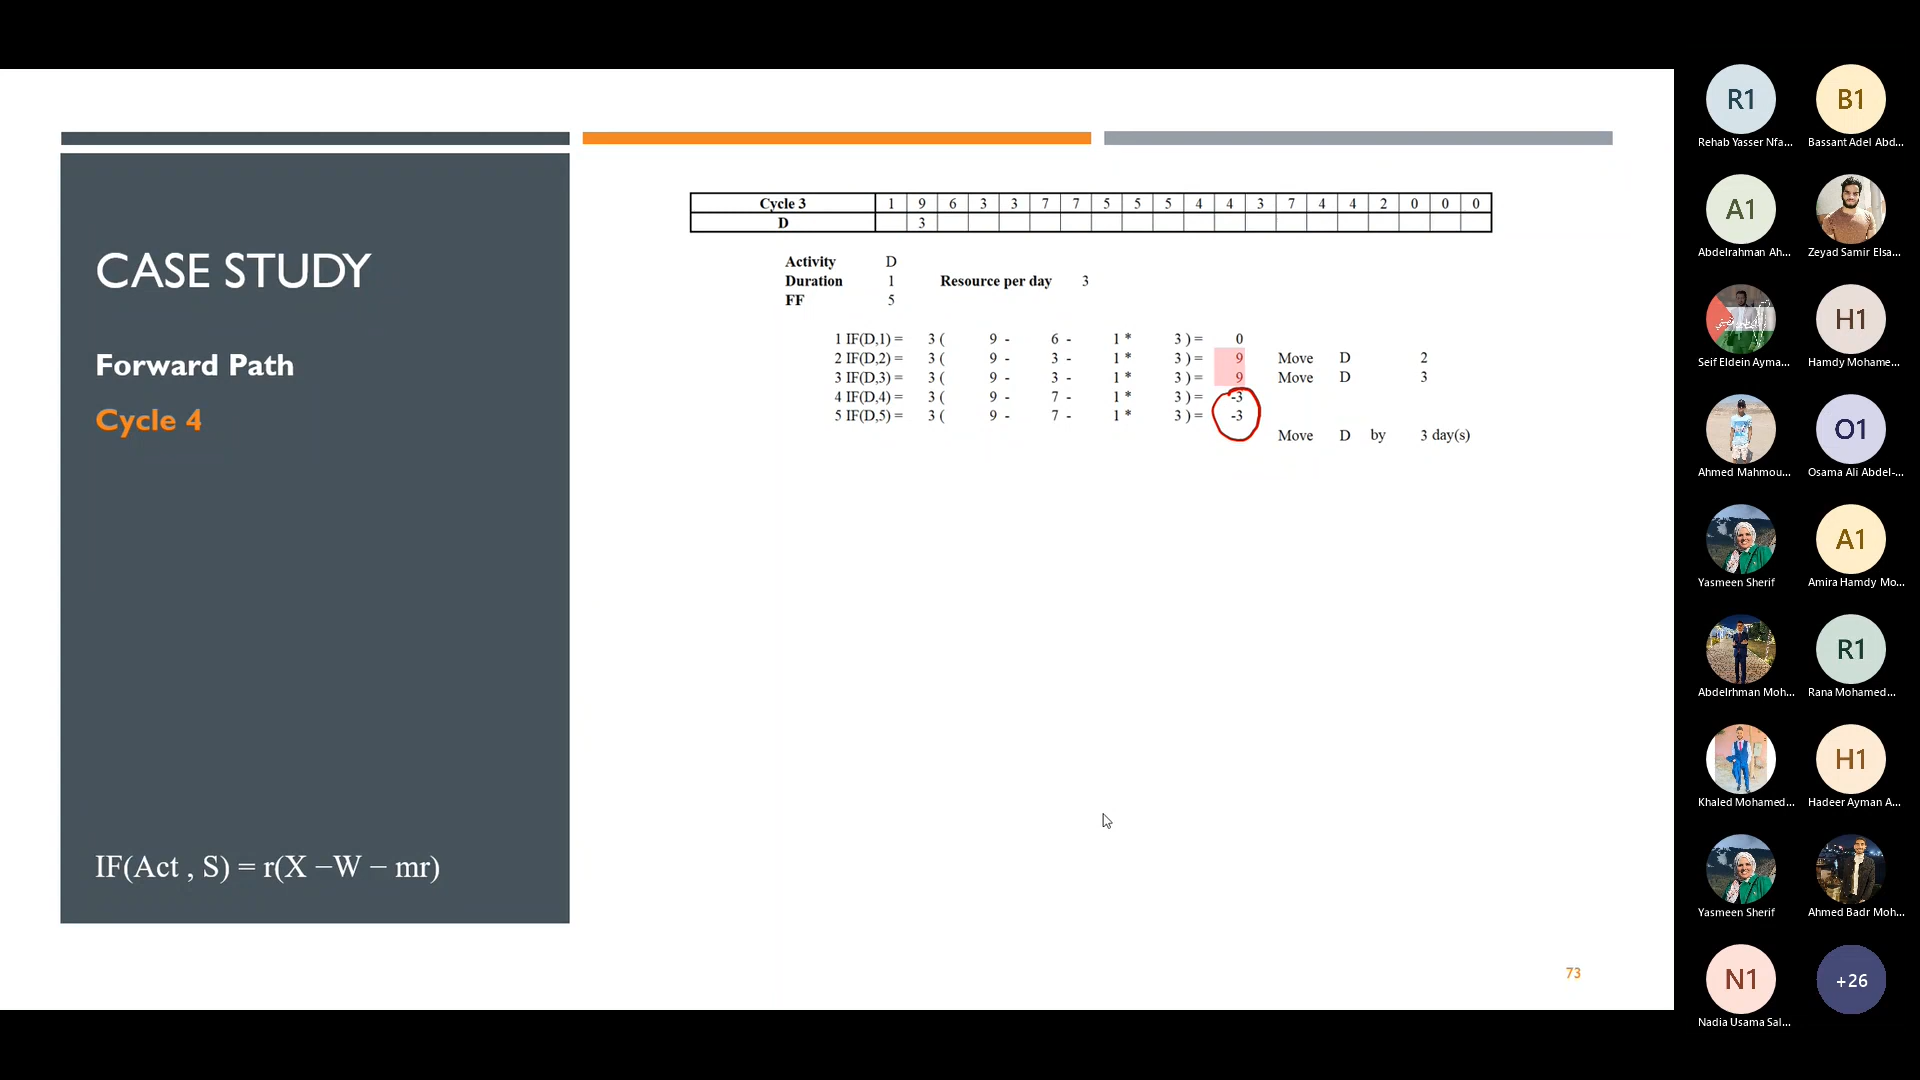 CASE STUDY
Forward Path
Cycle 4
IF(Act , S) = r(X −W − mr)
Cycle 3 1 9 6 3 3 7 7 5 5 5 4 4 3 7 4 4 2 0 0 0
D 3
Activity D
Duration 1 Resource per day 3
FF 5
1 IF(D,1) = 3 ( 9 - 6 - 1 * 3 ) = 0
2 IF(D,2) = 3 ( 9 - 3 - 1 * 3 ) = 9 Move D 2
3 IF(D,3) = 3 ( 9 - 3 - 1 * 3 ) = 9 Move D 3
4 IF(D,4) = 3 ( 9 - 7 - 1 * 3 ) = -3
5 IF(D,5) = 3 ( 9 - 7 - 1 * 3 ) = -3
Move D by 3 day(s)
73
R1 B1
Rehab Yasser Nfa... Bassant Adel Abd...
A1
Abdelrahman Ah... Zeyad Samir Elsa...
H1
Seif Eldein Ayma... Hamdy Mohame...
O1
Ahmed Mahmou... Osama Ali Abdel-...
A1
Yasmeen Sherif Amira Hamdy Mo...
R1
Abdelrhman Moh... Rana Mohamed...
H1
Khaled Mohamed... Hadeer Ayman A...
Yasmeen Sherif Ahmed Badr Moh...
N1 +26
Nadia Usama Sal...